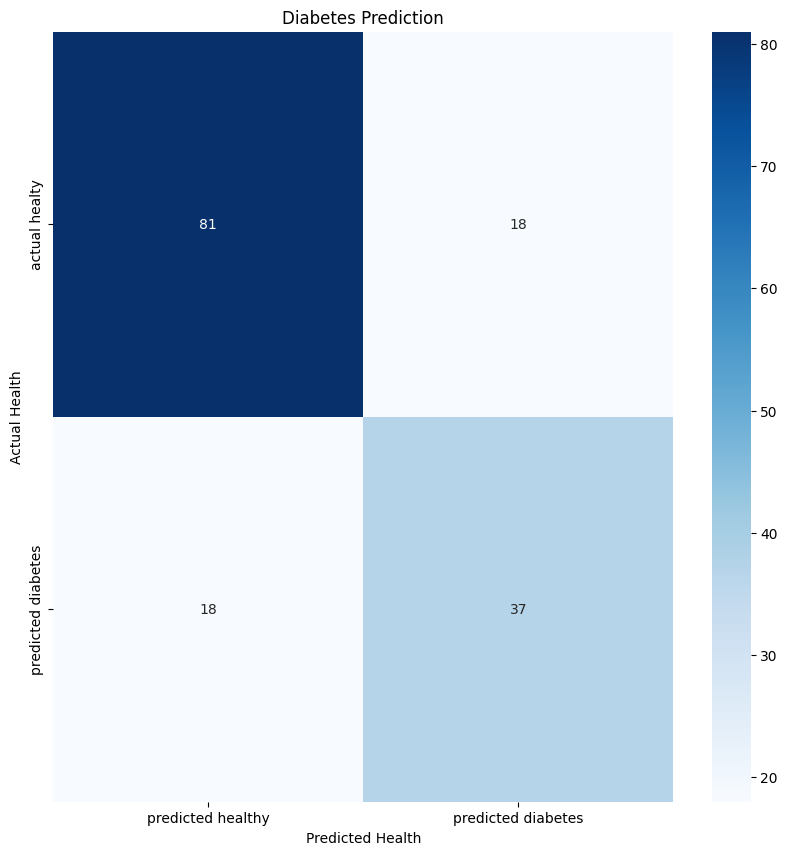 Diabetes Prediction
actual healty
81
18
Actual Health
predicted diabetes
18
37
predicted healthy
predicted diabetes
Predicted Health
80
70
60
50
40
30
20